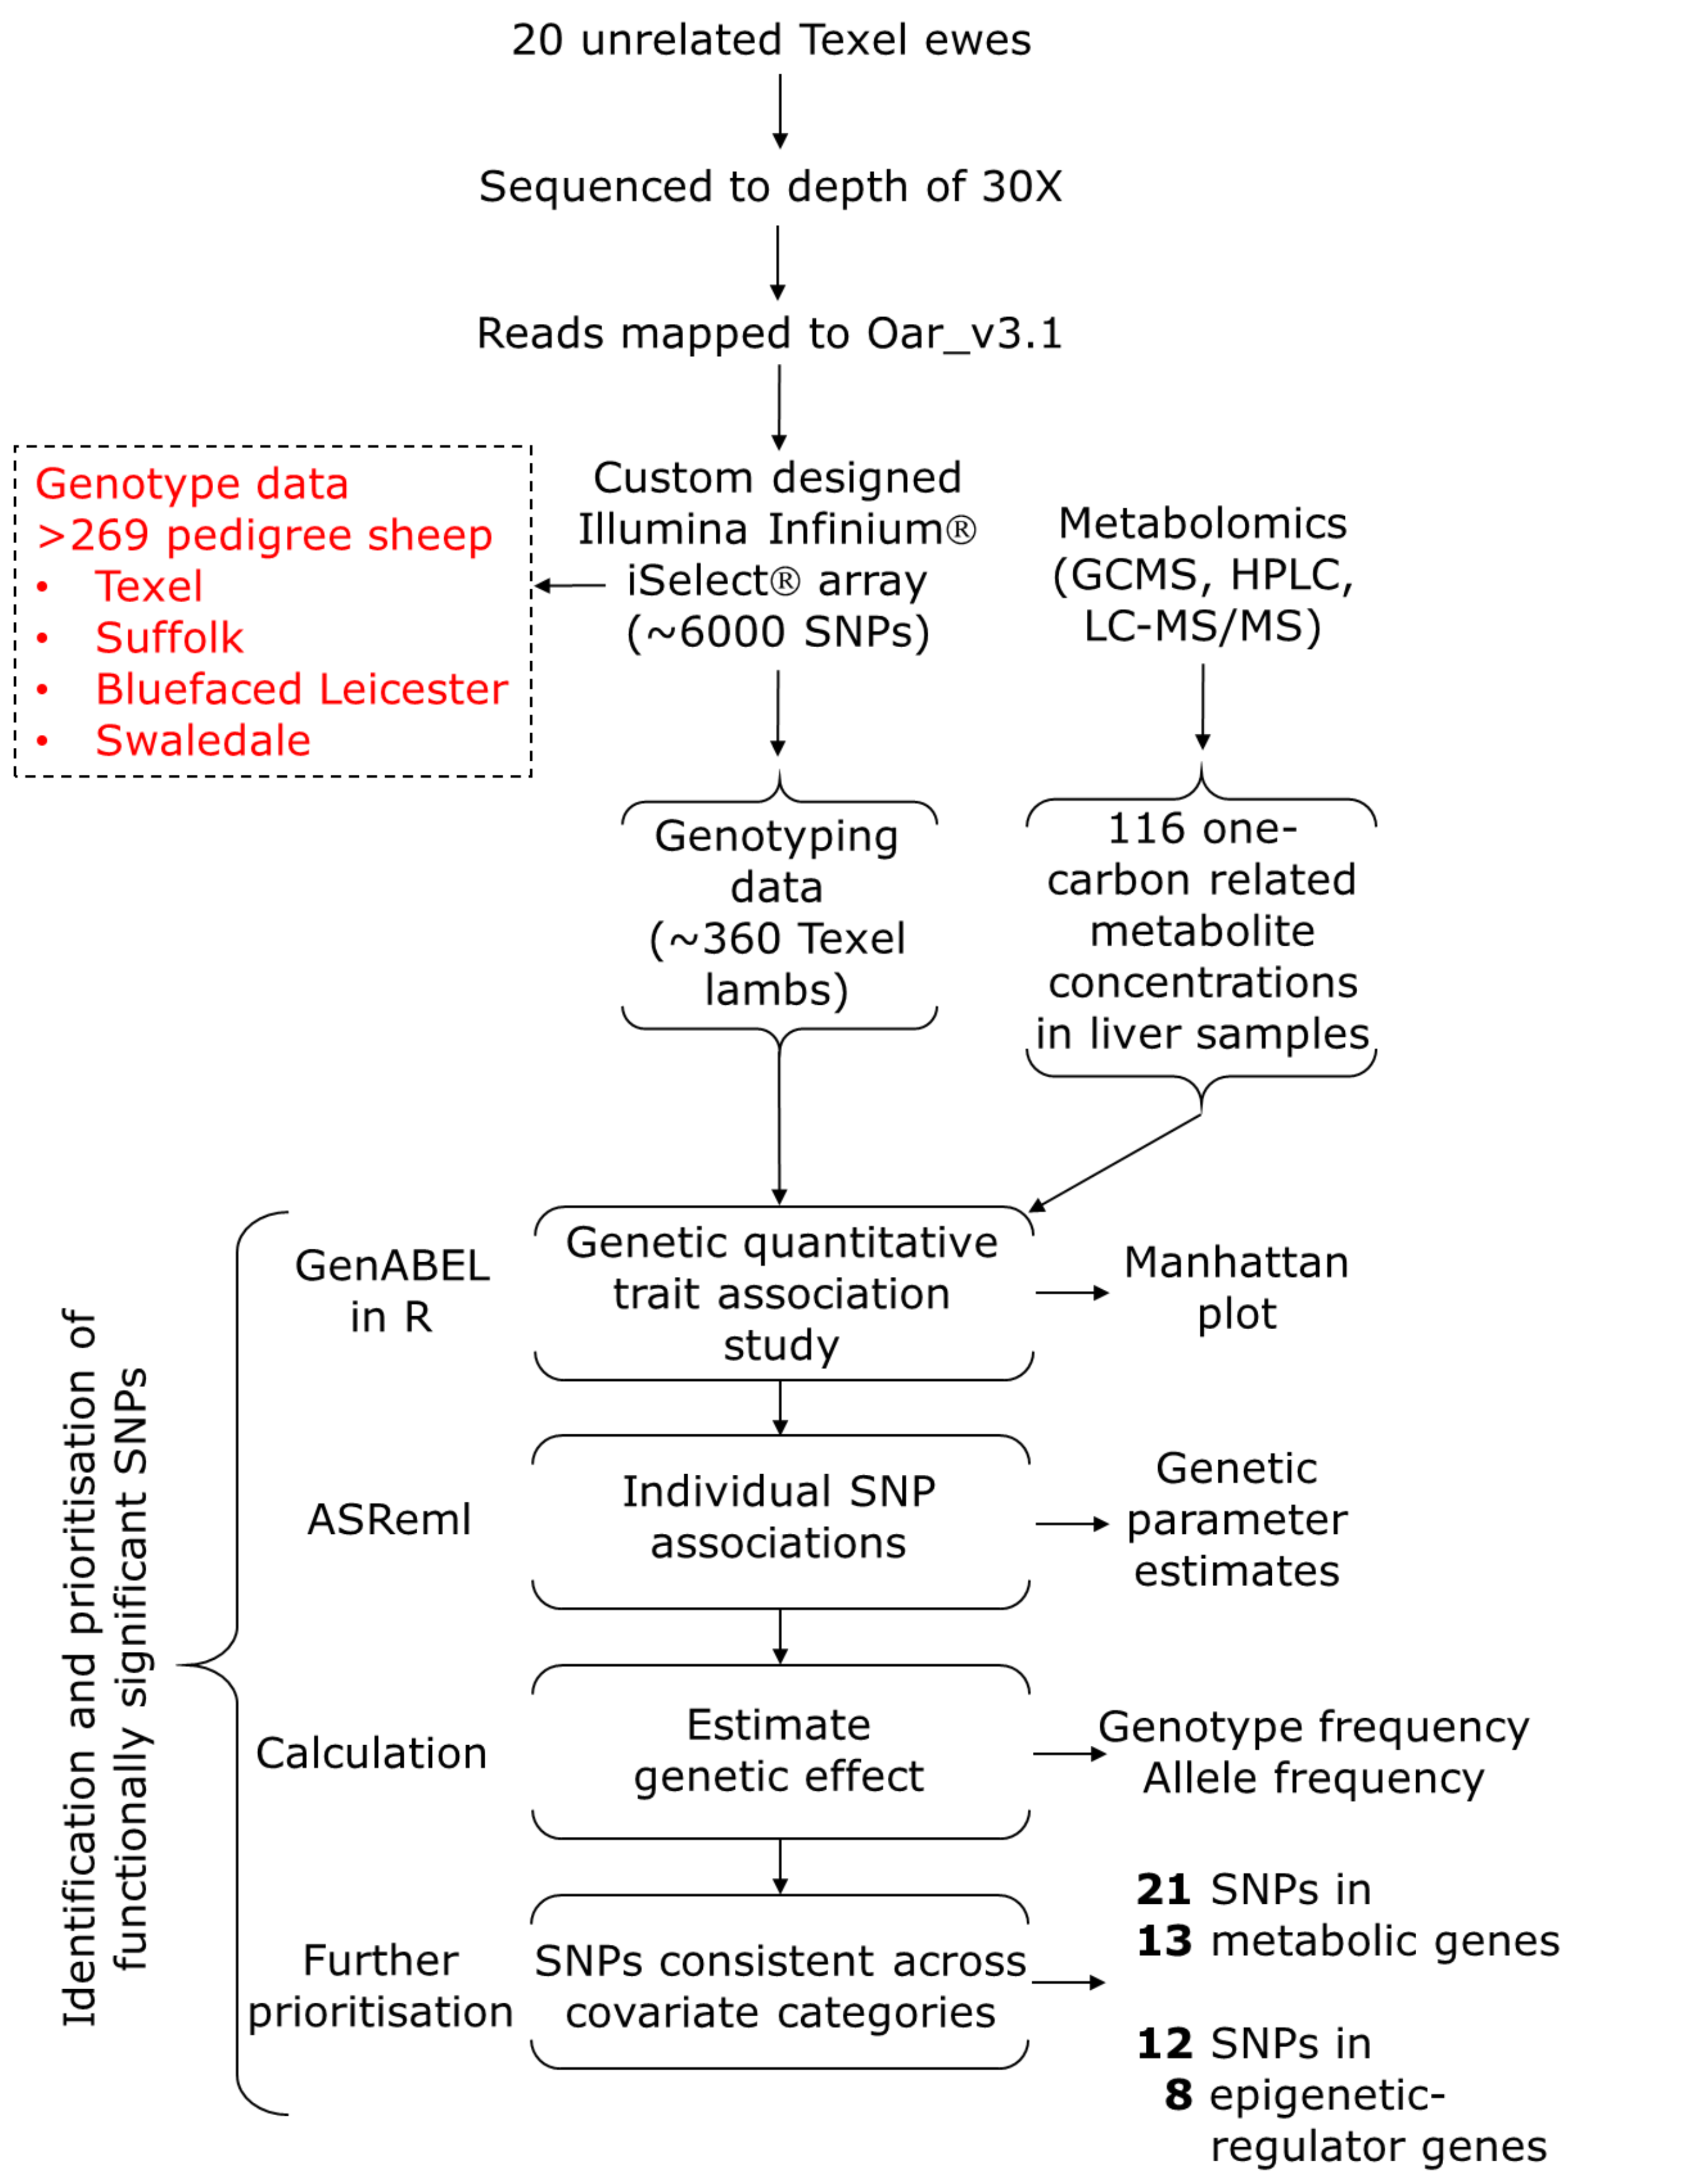 20 unrelated Texel ewes
Sequenced to depth of 30X
Reads mapped to Oar_v3.1
Genotype data
>269 pedigree sheep
• Texel
• Suffolk
• Bluefaced Leicester
• Swaledale
Custom designed
Illumina Infinium®
iSelect® array
(~6000 SNPs)
Metabolomics
(GCMS, HPLC,
LC-MS/MS)
Genotyping
data
(~360 Texel
lambs)
116 one-
carbon related
metabolite
concentrations
in liver samples
Identification and prioritisation of
functionally significant SNPs
GenABEL
in R
Genetic quantitative
trait association
study
Manhattan
plot
ASReml
Individual SNP
associations
Genetic
parameter
estimates
Calculation
Estimate
genetic effect
Genotype frequency
Allele frequency
Further
prioritisation
SNPs consistent across
covariate categories
21 SNPs in
13 metabolic genes
12 SNPs in
8 epigenetic-
regulator genes